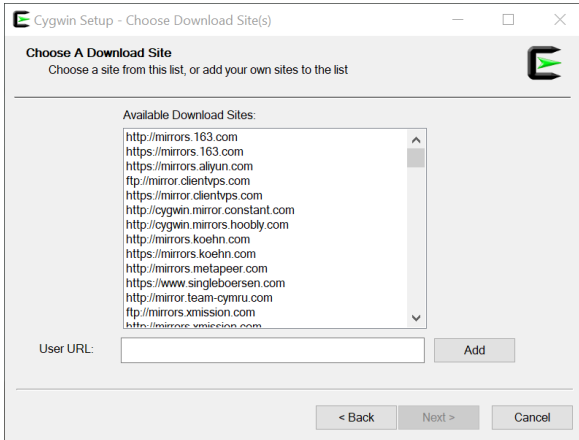 Cygwin Setup - Choose Download Site(s)
Choose A Download Site
Choose a site from this list, or add your own sites to the list
Available Download Sites:
http://mirrors.163.com
https://mirrors.163.com
https://mirrors.aliyun.com
ftp://mirror.clientvps.com
https://mirror.clientvps.com
http://cygwin.mirror.constant.com
http://cygwin.mirrors.hoobly.com
http://mirrors.koehn.com
https://mirrors.koehn.com
http://mirrors.metapeer.com
https://www.singleboersen.com
http://mirror.team-cymru.com
ftp://mirrors.xmission.com
http://mirrors.xmission.com
User URL:
Add
< Back
Next >
Cancel